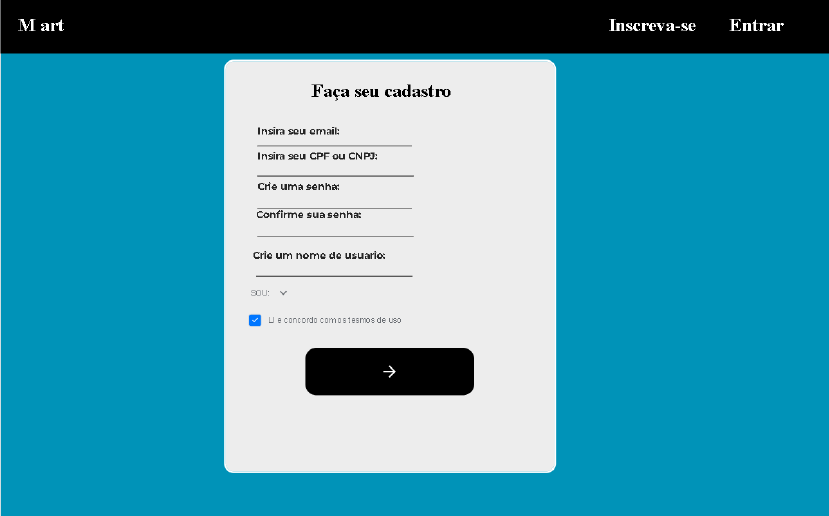 M art
Inscreva-se
Entrar
Faça seu cadastro
Insira seu email:
Insira seu CPF ou CNPJ:
Crie uma senha:
Confirme sua senha:
Crie um nome de usuario:
SOU:
Li e concordo com os tesmos de uso